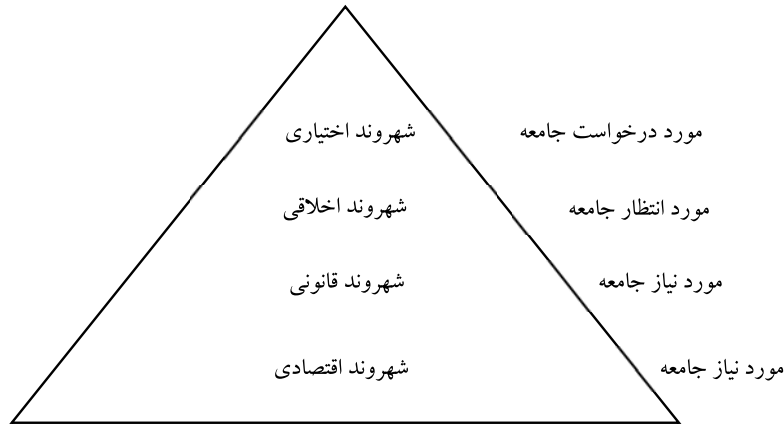 شهروند اختیاری
مورد درخواست جامعه
شهروند اخلاقی
مورد انتظار جامعه
شهروند قانونی
مورد نیاز جامعه
شهروند اقتصادی
مورد نیاز جامعه